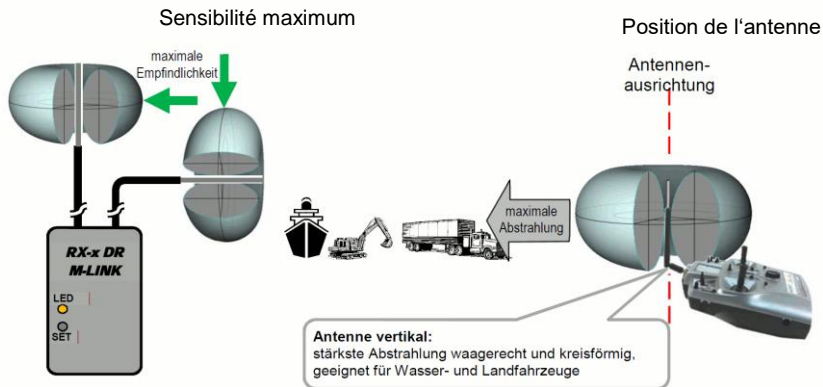 Sensibilité maximum
Position de l'antenne
maximale
Empfindlichkeit
Antennen-
ausrichtung
maximale
Abstrahlung
RX-x DR
M-LINK
LED
SET
Antenne vertikal:
stärkste Abstrahlung waagerecht und kreisförmig,
geeignet für Wasser- und Landfahrzeuge